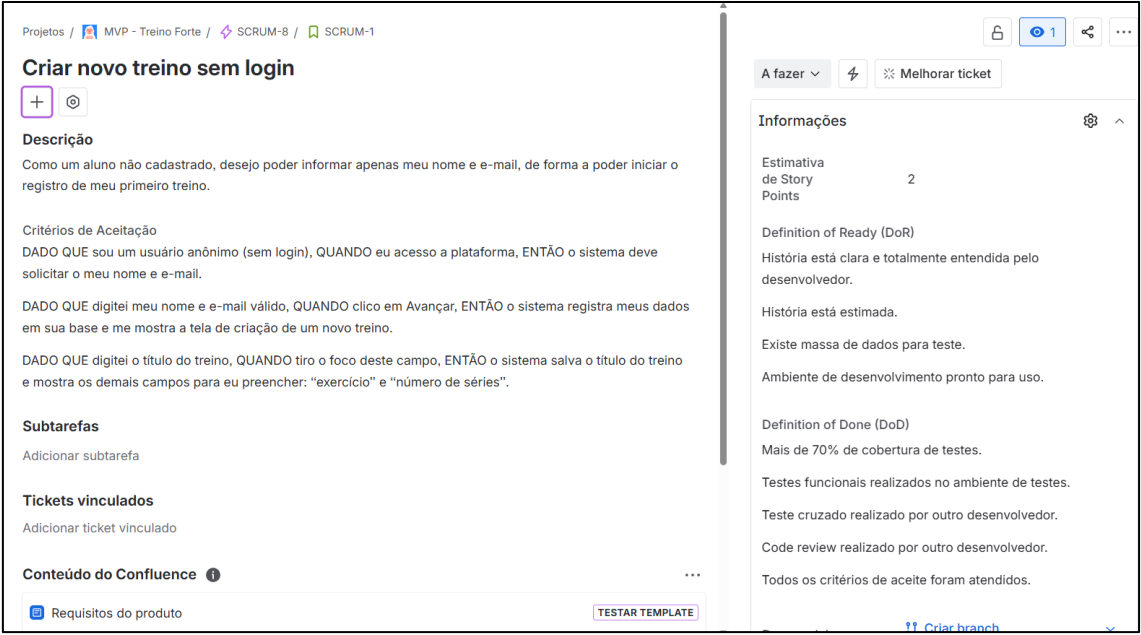 Projetos / MVP - Treino Forte / SCRUM-8 / SCRUM-1
Criar novo treino sem login
Descrição
Como um aluno não cadastrado, desejo poder informar apenas meu nome e e-mail, de forma a poder iniciar o
registro de meu primeiro treino.
Critérios de Aceitação
DADO QUE sou um usuário anônimo (sem login), QUANDO eu acesso a plataforma, ENTÃO o sistema deve
solicitar o meu nome e e-mail.
DADO QUE digitei meu nome e e-mail válido, QUANDO clico em Avançar, ENTÃO o sistema registra meus dados
em sua base e me mostra a tela de criação de um novo treino.
DADO QUE digitei o título do treino, QUANDO tiro o foco deste campo, ENTÃO o sistema salva o título do treino
e mostra os demais campos para eu preencher: “exercício” e “número de séries”.
Subtarefas
Adicionar subtarefa
Tickets vinculados
Adicionar ticket vinculado
Conteúdo do Confluence
Requisitos do produto
TESTAR TEMPLATE
1
A fazer
Melhorar ticket
Informações
Estimativa
de Story
Points
2
Definition of Ready (DoR)
História está clara e totalmente entendida pelo
desenvolvedor.
História está estimada.
Existe massa de dados para teste.
Ambiente de desenvolvimento pronto para uso.
Definition of Done (DoD)
Mais de 70% de cobertura de testes.
Testes funcionais realizados no ambiente de testes.
Teste cruzado realizado por outro desenvolvedor.
Code review realizado por outro desenvolvedor.
Todos os critérios de aceite foram atendidos.
Criar branch